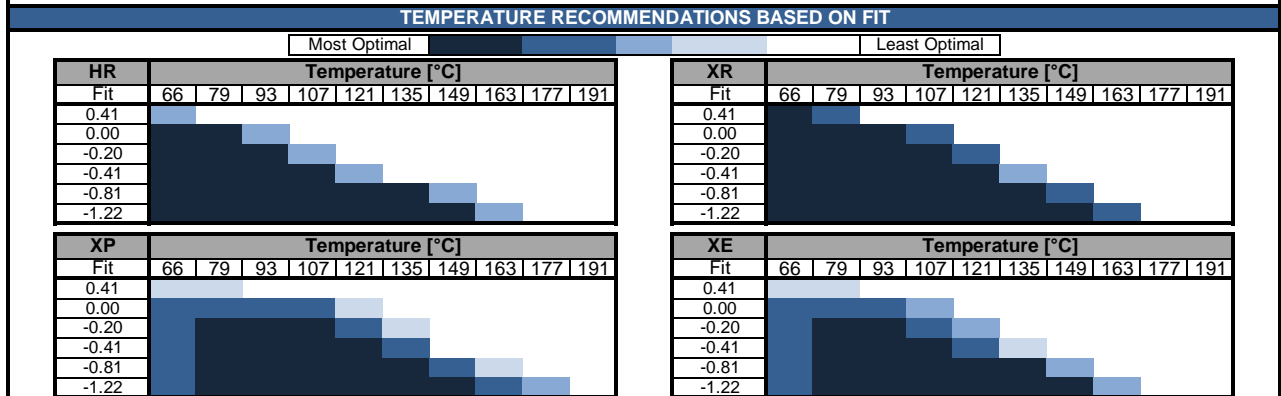 TEMPERATURE RECOMMENDATIONS BASED ON FIT
Most Optimal Least Optimal
HR Temperature [°C]
Fit 66 79 93 107 121 135 149 163 177 191
0.41
0.00
-0.20
-0.41
-0.81
-1.22
XR Temperature [°C]
Fit 66 79 93 107 121 135 149 163 177 191
0.41
0.00
-0.20
-0.41
-0.81
-1.22
XP Temperature [°C]
Fit 66 79 93 107 121 135 149 163 177 191
0.41
0.00
-0.20
-0.41
-0.81
-1.22
XE Temperature [°C]
Fit 66 79 93 107 121 135 149 163 177 191
0.41
0.00
-0.20
-0.41
-0.81
-1.22